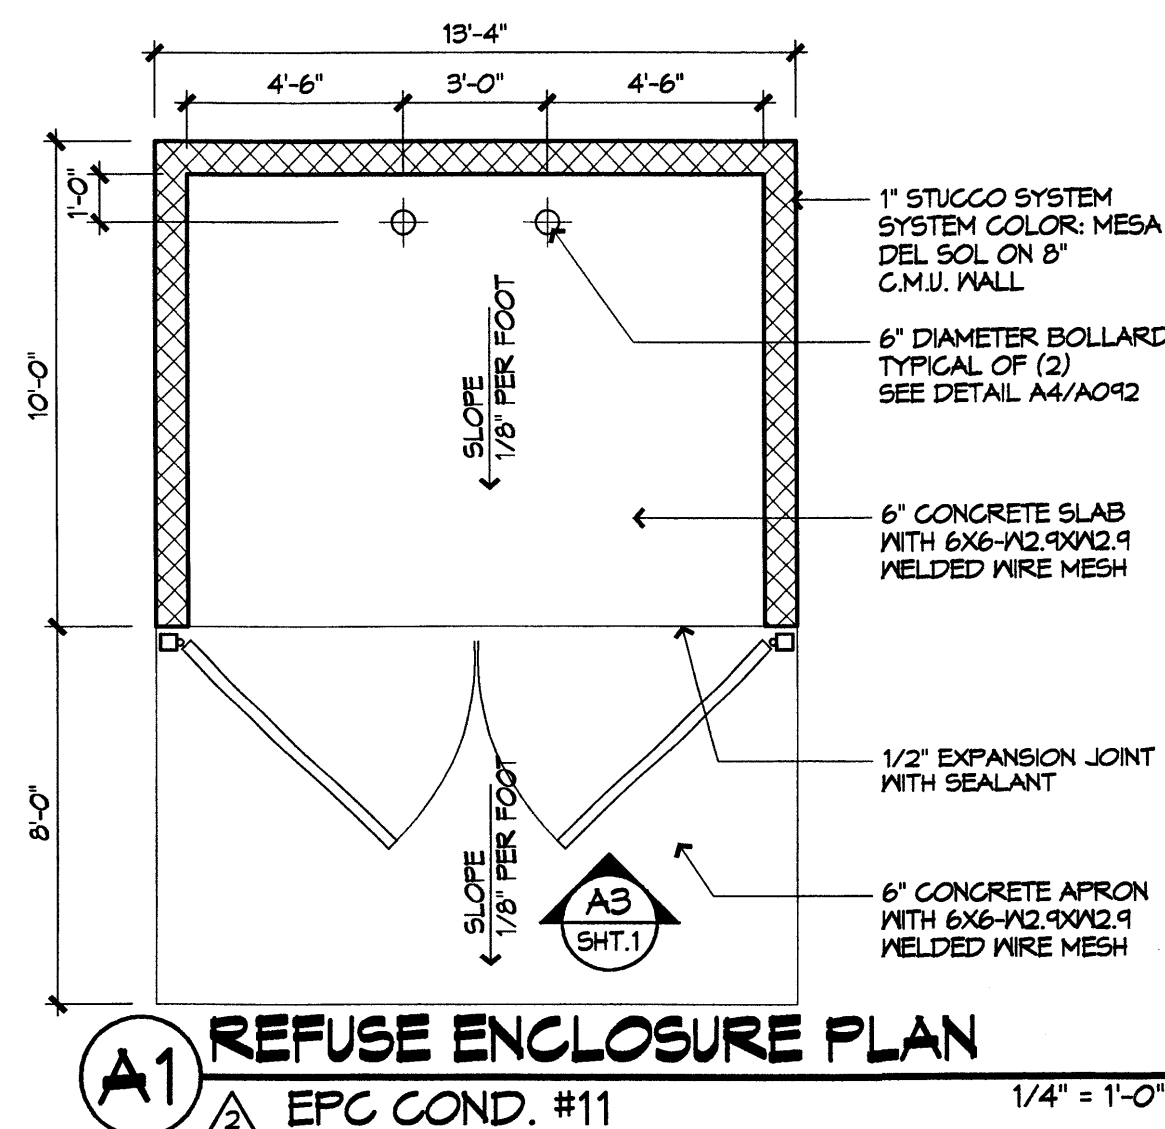 13'-4"
4'-6"
3'-0"
4'-6"
1'-0"
10'-0"
8'-0"
SLOPE
1/8" PER FOOT
SLOPE
1/8" PER FOOT
1" STUCCO SYSTEM
SYSTEM COLOR: MESA
DEL SOL ON 8"
C.M.U. WALL
6" DIAMETER BOLLARD
TYPICAL OF (2)
SEE DETAIL A4/A092
6" CONCRETE SLAB
WITH 6X6-W2.9XW2.9
WELDED WIRE MESH
1/2" EXPANSION JOINT
WITH SEALANT
6" CONCRETE APRON
WITH 6X6-W2.9XW2.9
WELDED WIRE MESH
A3
SHT.1
A1
REFUSE ENCLOSURE PLAN
2
EPC COND. #11
1/4" = 1'-0"